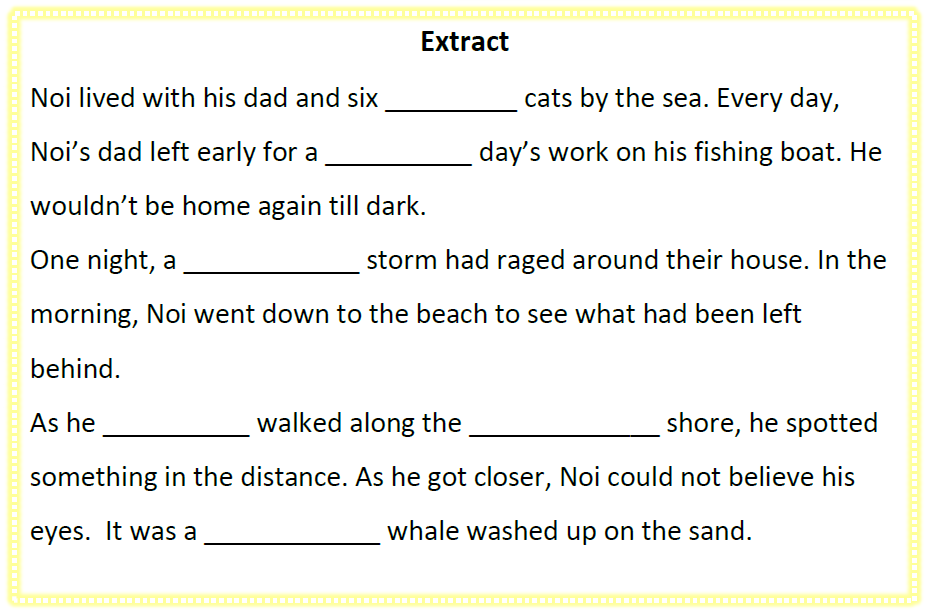 Extract
Noi lived with his dad and six _________ cats by the sea. Every day,
Noi’s dad left early for a __________ day’s work on his fishing boat. He
wouldn’t be home again till dark.
One night, a ____________ storm had raged around their house. In the
morning, Noi went down to the beach to see what had been left
behind.
As he __________ walked along the _____________ shore, he spotted
something in the distance. As he got closer, Noi could not believe his
eyes.  It was a ____________ whale washed up on the sand.